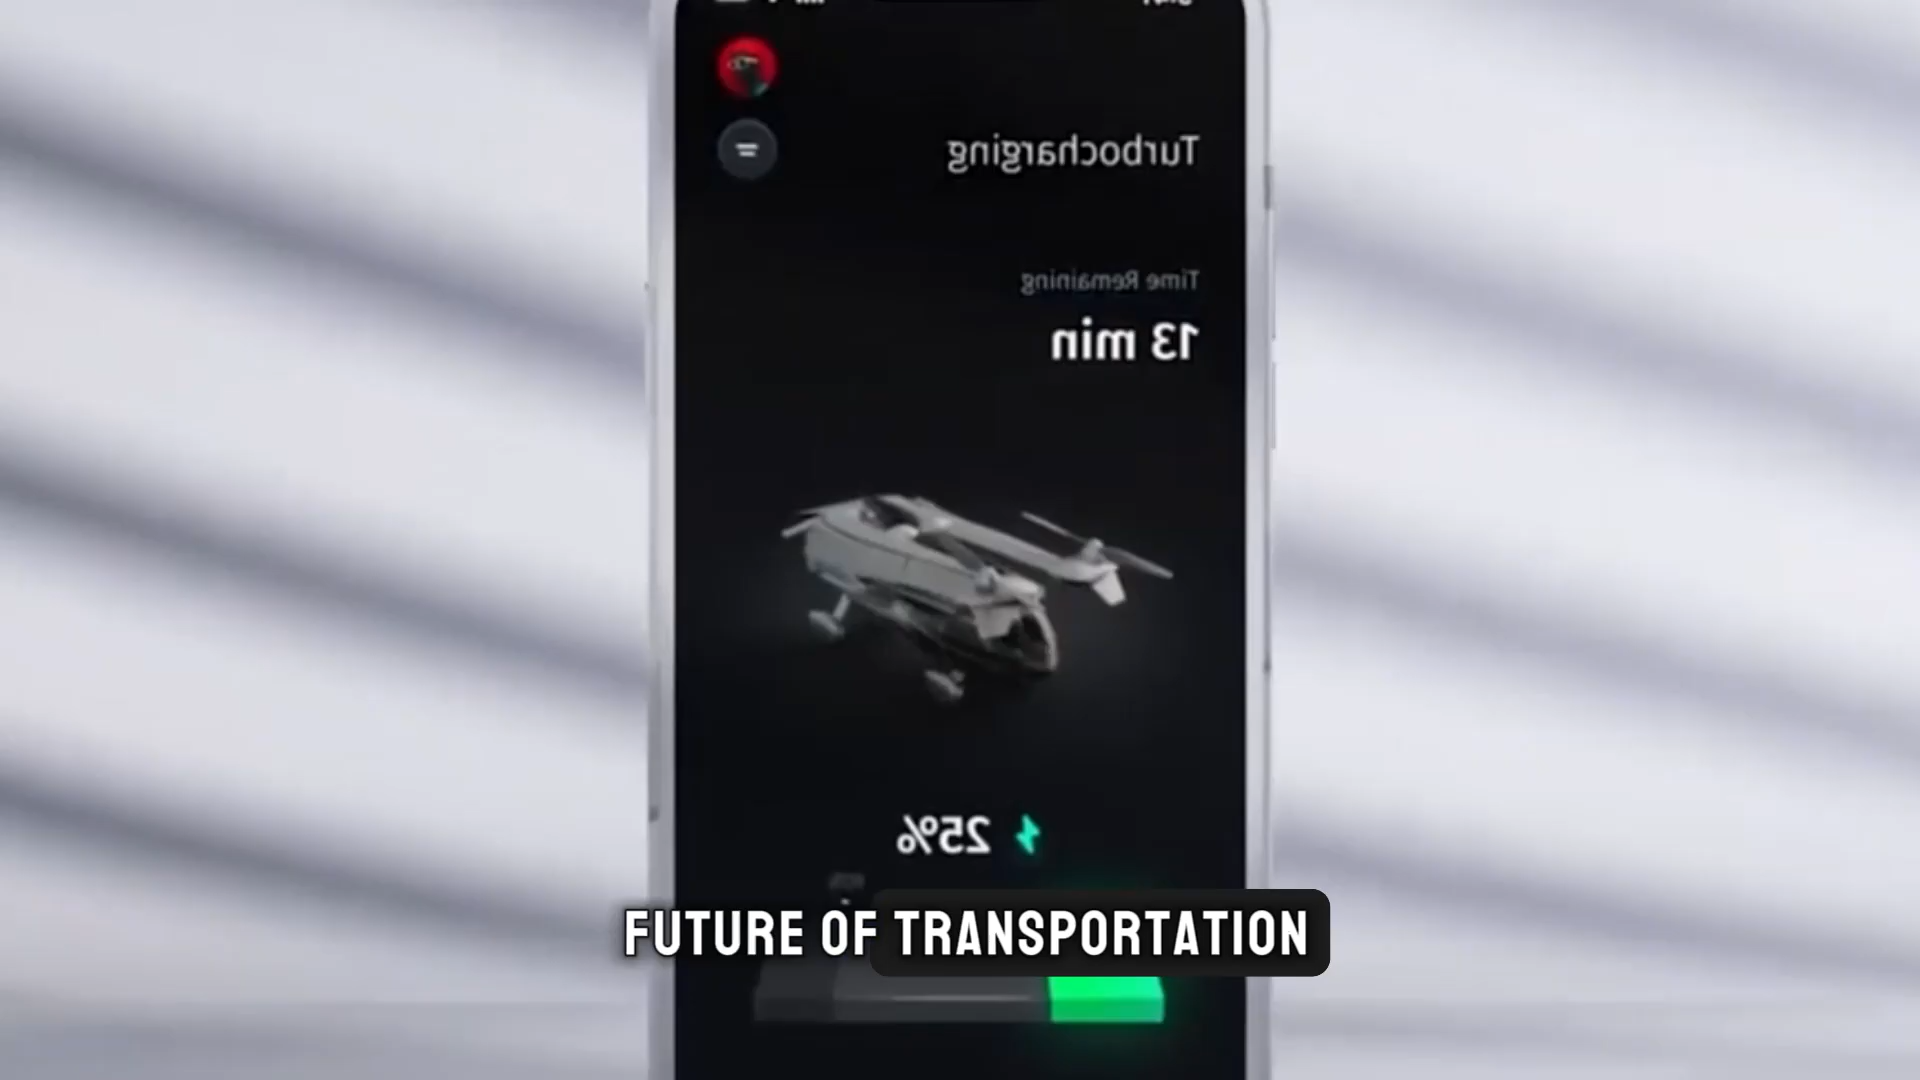 Turbocharging
Time Remaining
13 min
25%
FUTURE OF TRANSPORTATION